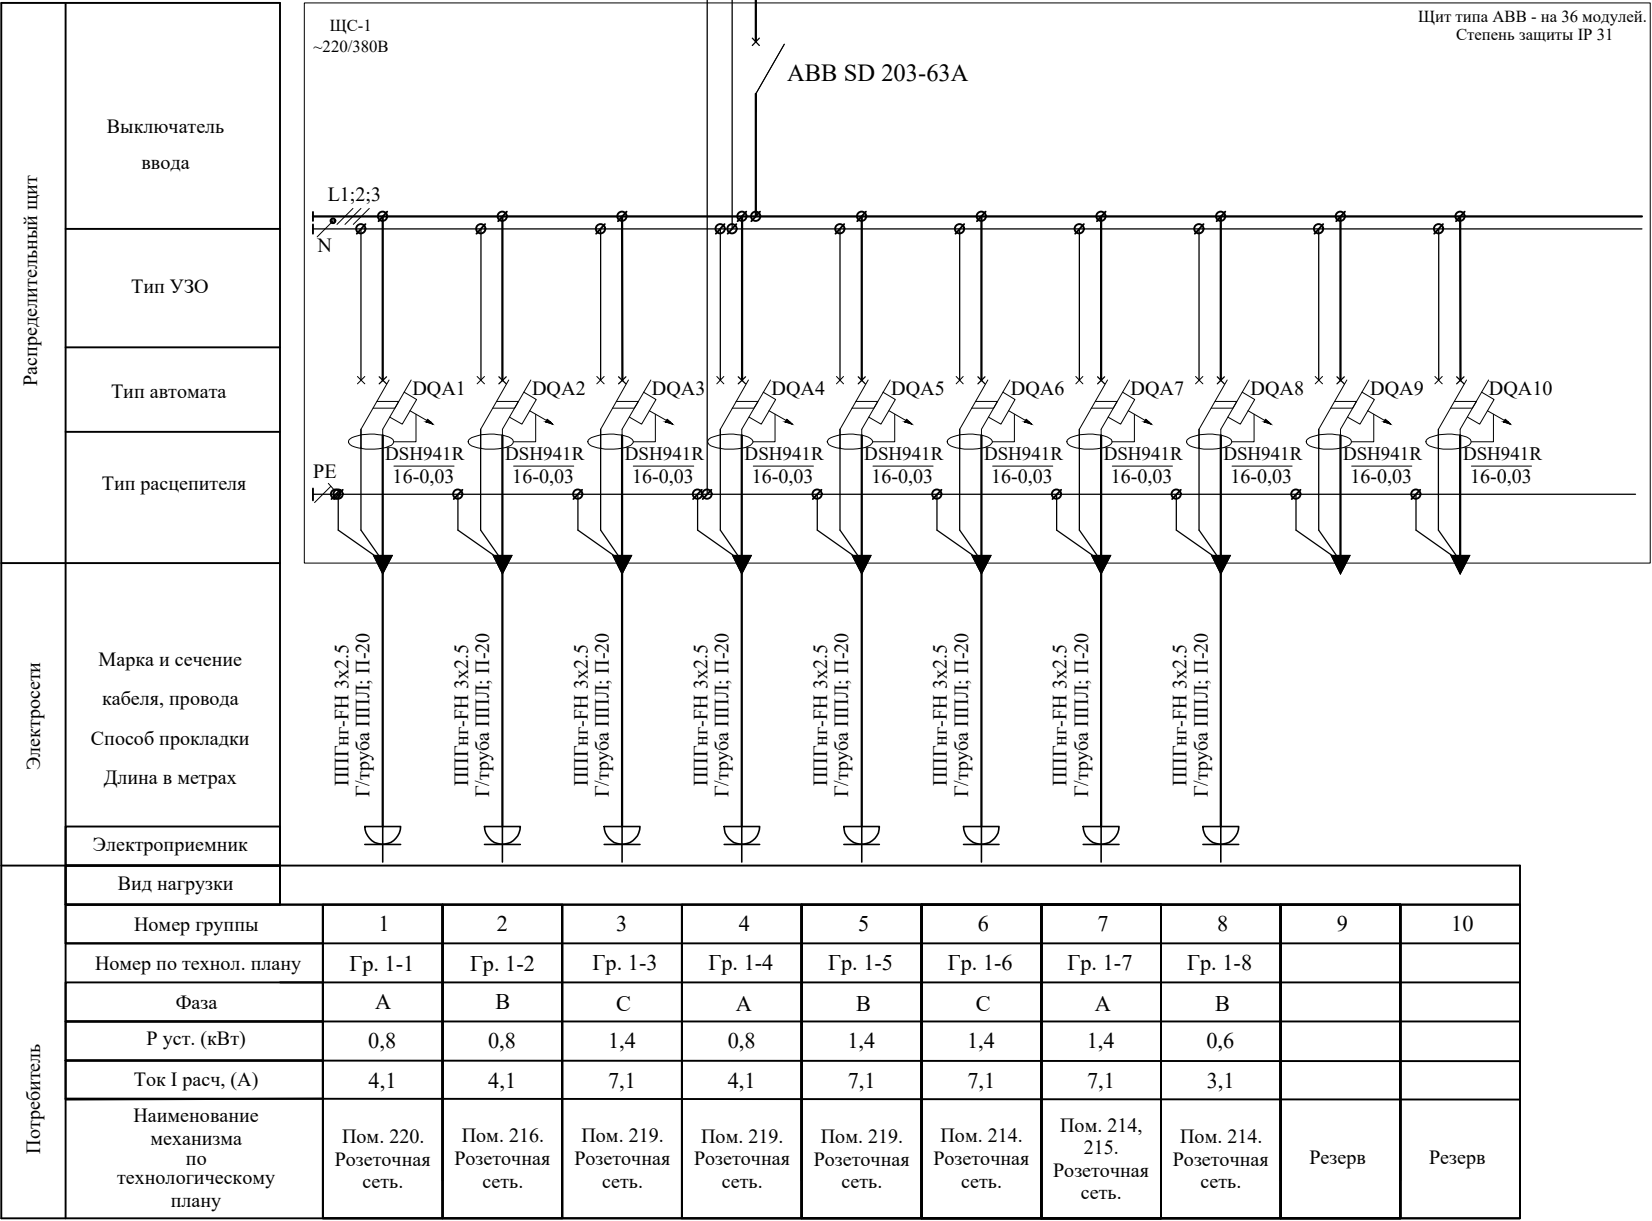 ЩС-1
~220/380В
Щит типа АВВ - на 36 модулей.
Степень защиты IP 31
ABB SD 203-63A
Распределительный щит
Выключатель
ввода
Тип УЗО
Тип автомата
Тип расцепителя
L1;2;3
N
PE
DQA1
DQA2
DQA3
DQA4
DQA5
DQA6
DQA7
DQA8
DQA9
DQA10
DSH941R
16-0,03
DSH941R
16-0,03
DSH941R
16-0,03
DSH941R
16-0,03
DSH941R
16-0,03
DSH941R
16-0,03
DSH941R
16-0,03
DSH941R
16-0,03
DSH941R
16-0,03
DSH941R
16-0,03
Электросети
Марка и сечение
кабеля, провода
Способ прокладки
Длина в метрах
Электроприемник
ППГнг-FH 3x2.5
Г/труба ППЛ; П-20
ППГнг-FH 3x2.5
Г/труба ППЛ; П-20
ППГнг-FH 3x2.5
Г/труба ППЛ; П-20
ППГнг-FH 3x2.5
Г/труба ППЛ; П-20
ППГнг-FH 3x2.5
Г/труба ППЛ; П-20
ППГнг-FH 3x2.5
Г/труба ППЛ; П-20
ППГнг-FH 3x2.5
Г/труба ППЛ; П-20
ППГнг-FH 3x2.5
Г/труба ППЛ; П-20
Потребитель
Вид нагрузки
Номер группы 1 2 3 4 5 6 7 8 9 10
Номер по технол. плану Гр. 1-1 Гр. 1-2 Гр. 1-3 Гр. 1-4 Гр. 1-5 Гр. 1-6 Гр. 1-7 Гр. 1-8
Фаза А В С А В С А В
Р уст. (кВт) 0,8 0,8 1,4 0,8 1,4 1,4 1,4 0,6
Ток I расч, (А) 4,1 4,1 7,1 4,1 7,1 7,1 7,1 3,1
Наименование
механизма
по
технологическому
плану
Пом. 220.
Розеточная
сеть.
Пом. 216.
Розеточная
сеть.
Пом. 219.
Розеточная
сеть.
Пом. 219.
Розеточная
сеть.
Пом. 219.
Розеточная
сеть.
Пом. 214.
Розеточная
сеть.
Пом. 214,
215.
Розеточная
сеть.
Пом. 214.
Розеточная
сеть.
Резерв
Резерв